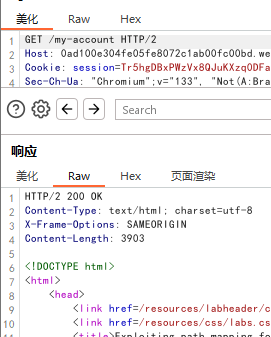 美化 Raw Hex
1 GET /my-account HTTP/2
2 Host: 0ad100e304fe05fe8072c1ab00fc00bd.we
3 Cookie: session=Tr5hgDBxPWzVx8QJuKXzqODFa
4 Sec-Ch-Ua: "Chromium";v="133", "Not(A:Bra
Search
响应
美化 Raw Hex 页面渲染
1 HTTP/2 200 OK
2 Content-Type: text/html; charset=utf-8
3 X-Frame-Options: SAMEORIGIN
4 Content-Length: 3903
5
6 <!DOCTYPE html>
7 <html>
8 <head>
9 <link href=/resources/labheader/c
10 <link href=/resources/css/labs.cs
11 <title>Exploiting path mapping fo